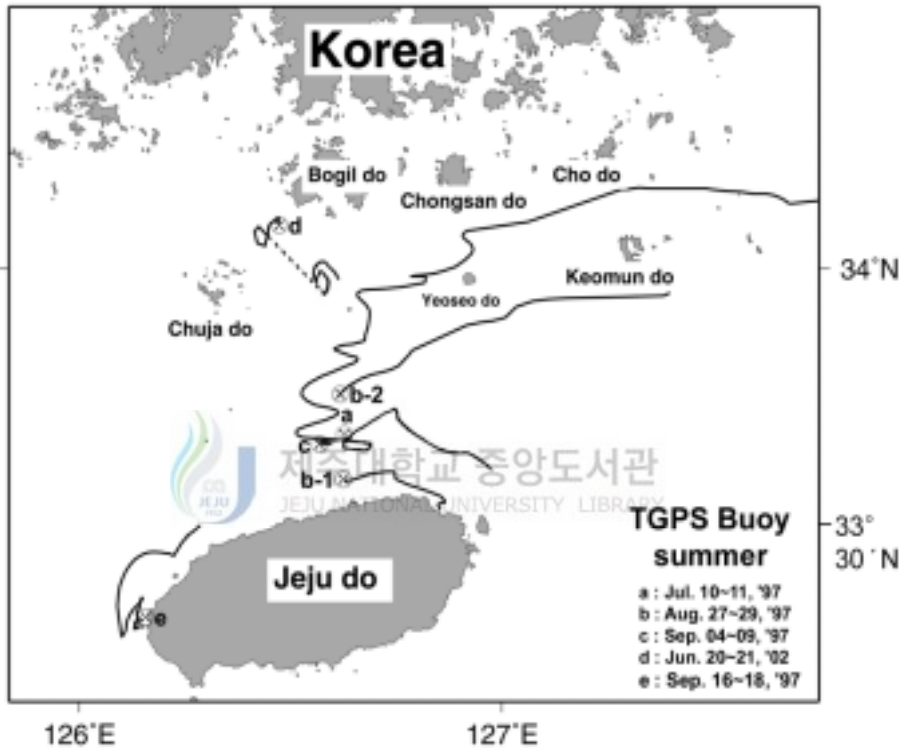 Korea
Bogil do
Cho do
Chongsan do
d
34°N
Keomun do
Yeoseo do
Chuja do
b-2
a
c
제주대학교 중앙도서관
b-1
JEJU NATIONAL UNIVERSITY LIBRARY
JEJU
TGPS Buoy
summer
33°
30´N
Jeju do
a : Jul. 10~11, '97
b : Aug. 27~29, '97
c : Sep. 04~09, '97
d : Jun. 20~21, '02
e : Sep. 16~18, '97
e
126°E
127°E